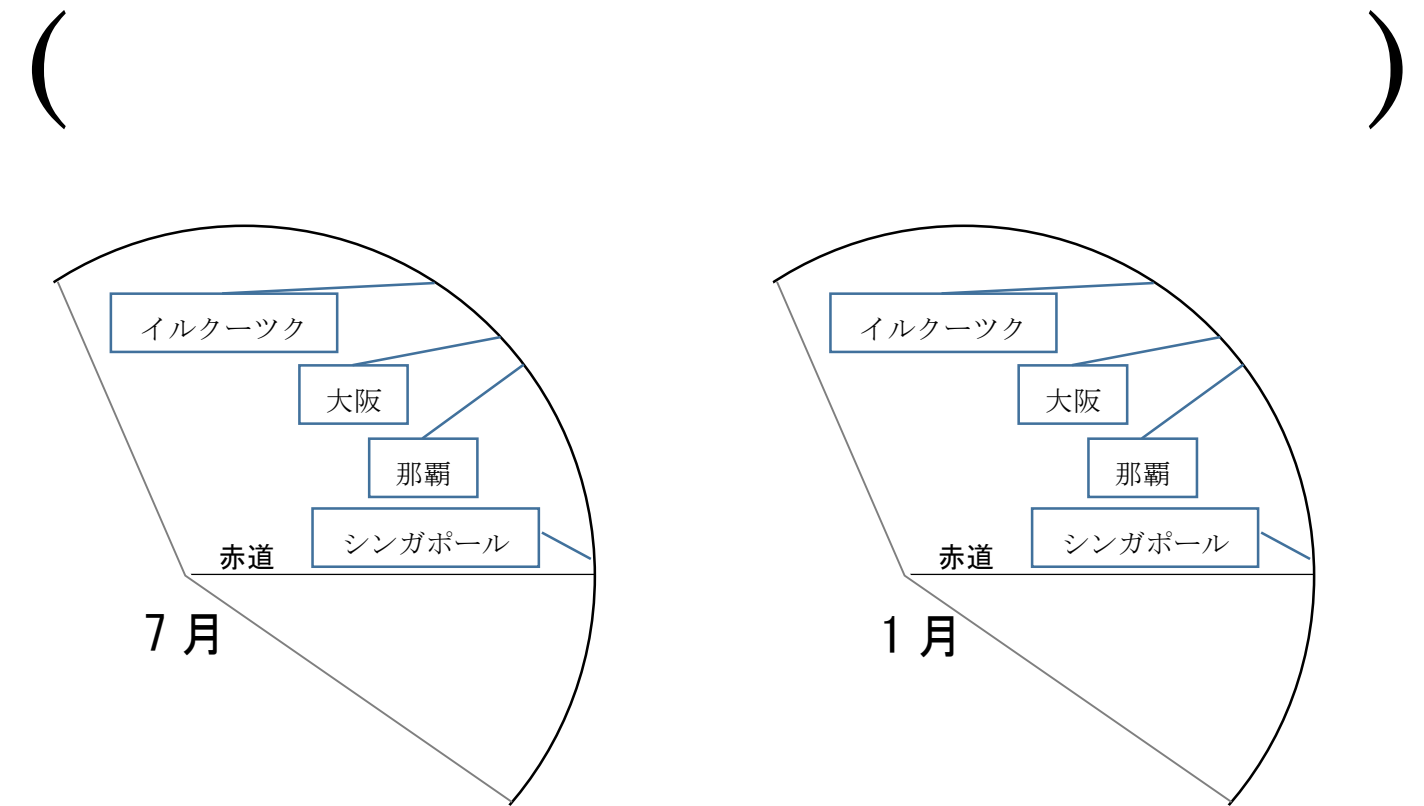 ( )
イルクーツク
大阪
那覇
シンガポール
赤道
7月
イルクーツク
大阪
那覇
シンガポール
赤道
1月